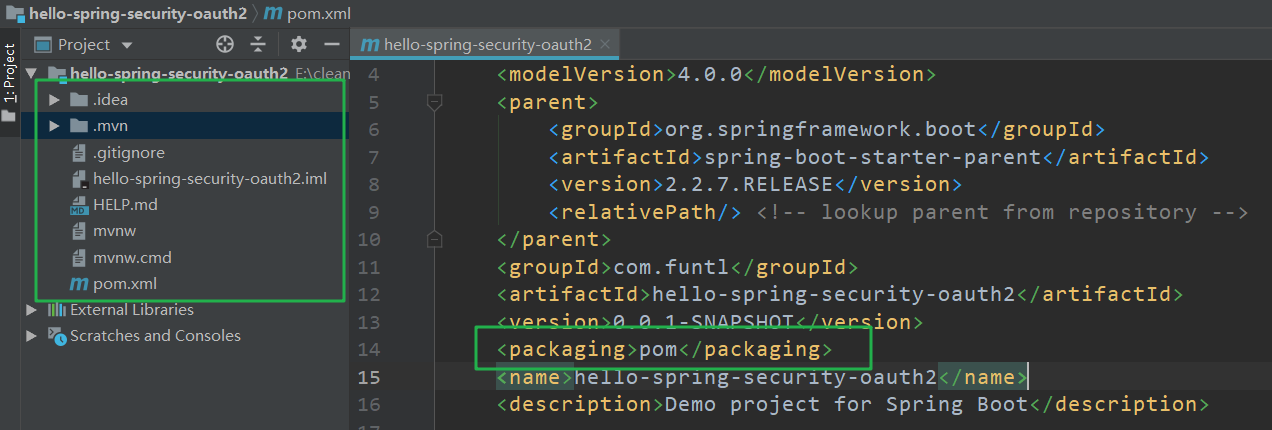 hello-spring-security-oauth2 〉 m pom.xml
1: Project
Project
hello-spring-security-oauth2 E:\clean
.idea
.mvn
.gitignore
hello-spring-security-oauth2.iml
MD HELP.md
mvnw
mvnw.cmd
m pom.xml
External Libraries
Scratches and Consoles
m hello-spring-security-oauth2 ×
4 <modelVersion>4.0.0</modelVersion>
5 <parent>
6 <groupId>org.springframework.boot</groupId>
7 <artifactId>spring-boot-starter-parent</artifactId>
8 <version>2.2.7.RELEASE</version>
9 <relativePath/> <!-- lookup parent from repository -->
10 </parent>
11 <groupId>com.funtl</groupId>
12 <artifactId>hello-spring-security-oauth2</artifactId>
13 <version>0.0.1-SNAPSHOT</version>
14 <packaging>pom</packaging>
15 <name>hello-spring-security-oauth2</name>
16 <description>Demo project for Spring Boot</description>